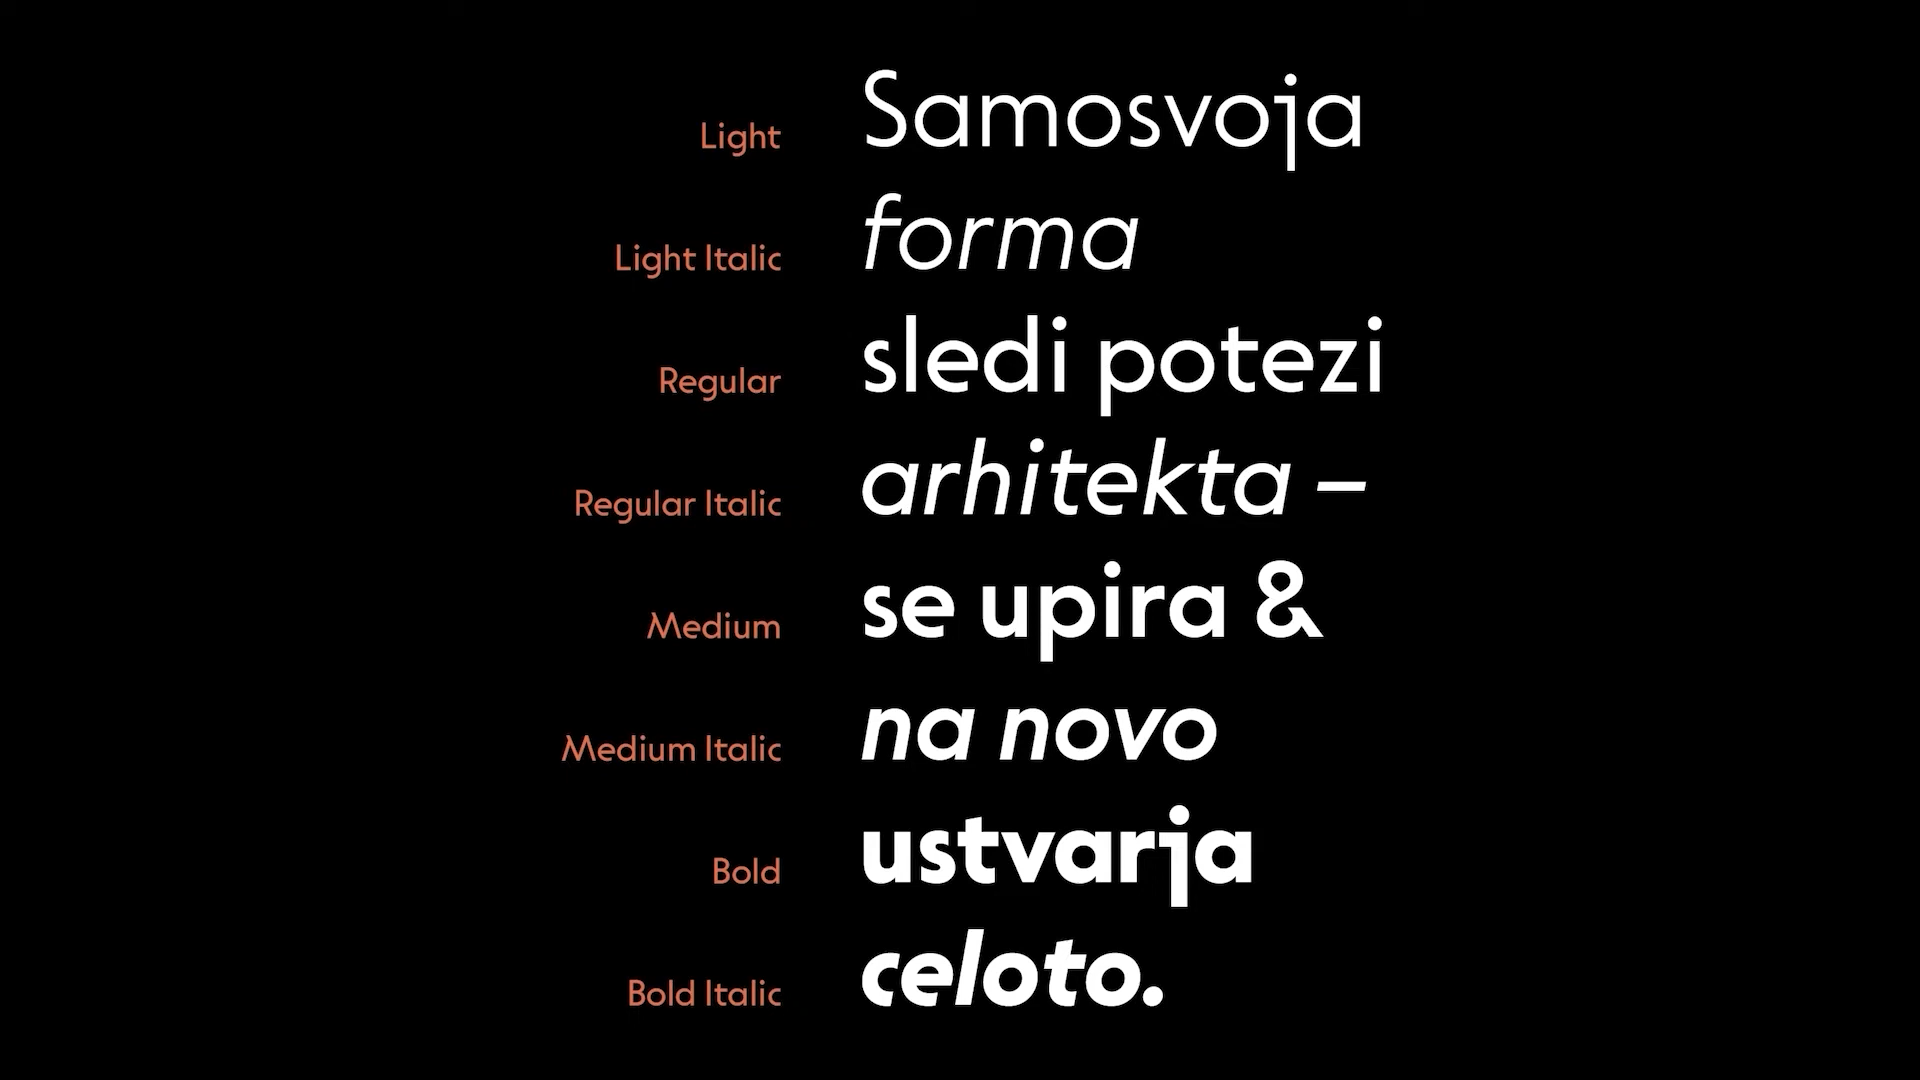 Light Samosvoja
Light Italic forma
Regular sledi potezi
Regular Italic arhitekta –
Medium se upira &
Medium Italic na novo
Bold ustvarja
Bold Italic celoto.